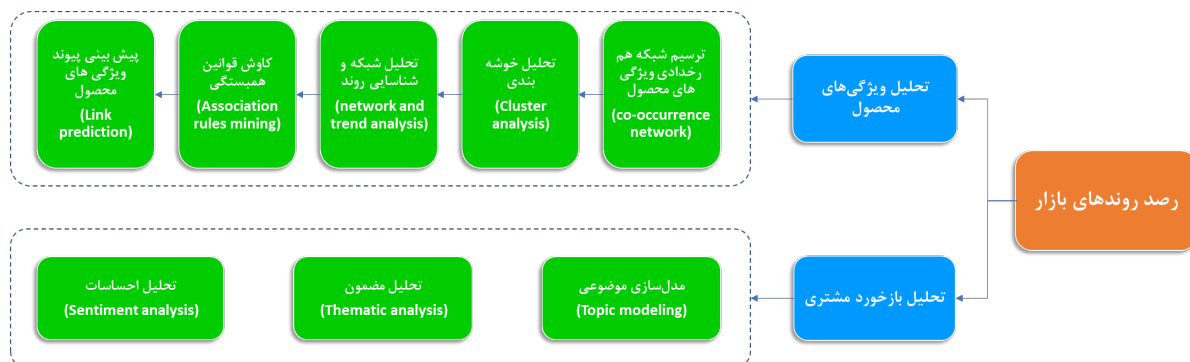 رصد روندهای بازار
تحلیل ویژگی‌های
محصول
ترسیم شبکه هم
رخدادی ویژگی
های محصول
(co-occurrence
network)
تحلیل خوشه
بندی
(Cluster
analysis)
تحلیل شبکه و
شناسایی روند
(network and
trend analysis)
کاوش قوانین
همبستگی
(Association
rules mining)
پیش بینی پیوند
ویژگی های
محصول
(Link
prediction)
تحلیل بازخورد مشتری
مدل‌سازی موضوعی
(Topic modeling)
تحلیل مضمون
(Thematic analysis)
تحلیل احساسات
(Sentiment analysis)